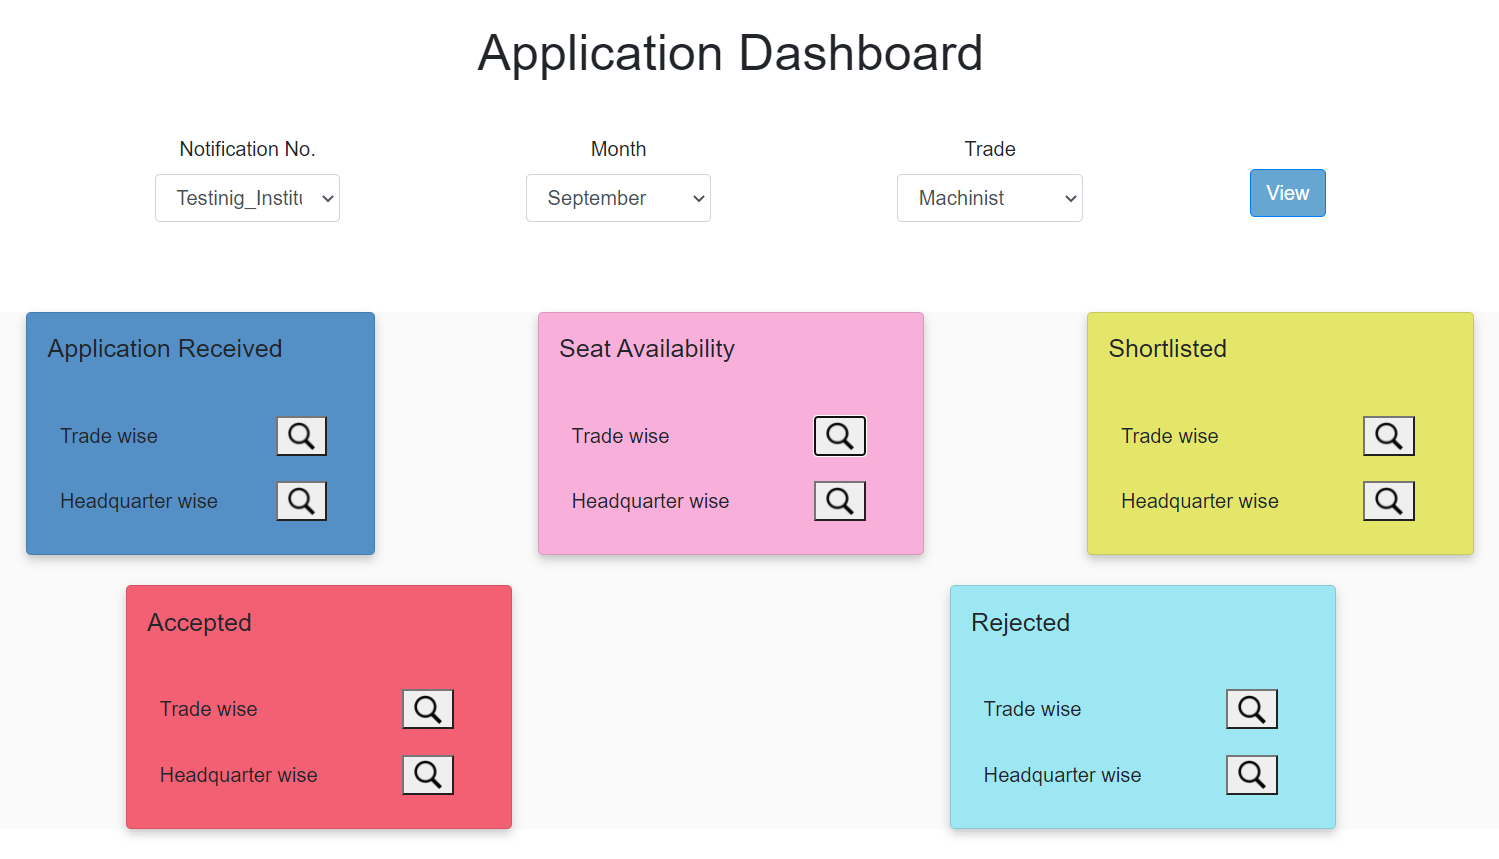 Application Dashboard
Notification No.
Month
Trade
Testinig_Instit
September
Machinist
View
Application Received
Trade wise
Headquarter wise
Seat Availability
Trade wise
Headquarter wise
Shortlisted
Trade wise
Headquarter wise
Accepted
Trade wise
Headquarter wise
Rejected
Trade wise
Headquarter wise